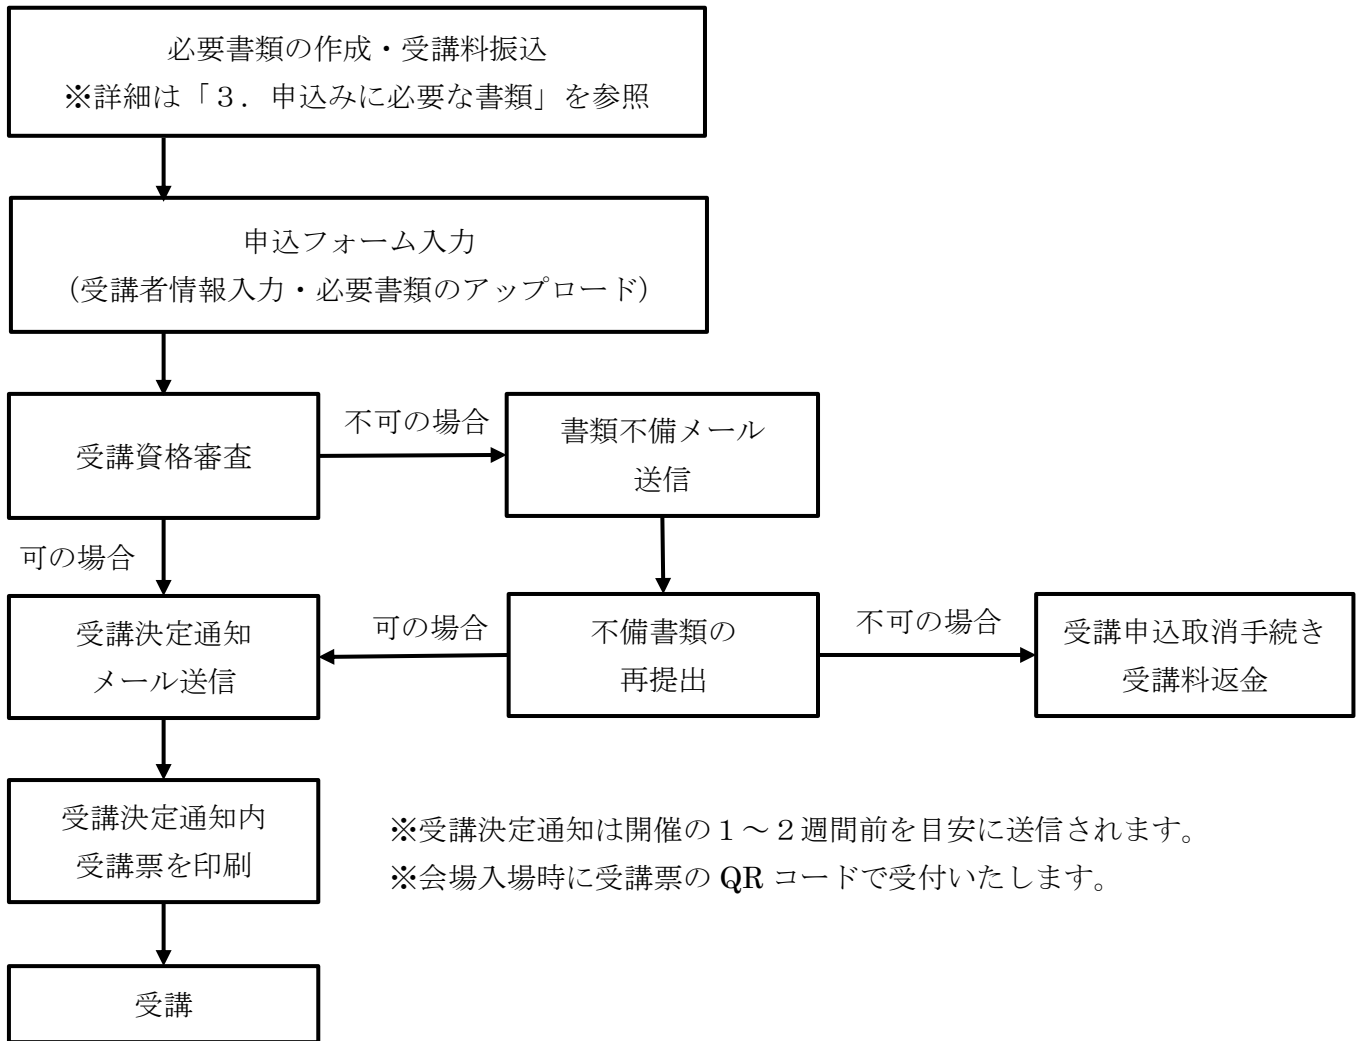 必要書類の作成・受講料振込
※詳細は「３．申込みに必要な書類」を参照
申込フォーム入力
（受講者情報入力・必要書類のアップロード）
受講資格審査
不可の場合
書類不備メール
送信
可の場合
受講決定通知
メール送信
可の場合
不備書類の
再提出
不可の場合
受講申込取消手続き
受講料返金
受講決定通知内
受講票を印刷
※受講決定通知は開催の１～２週間前を目安に送信されます。
※会場入場時に受講票の QR コードで受付いたします。
受講